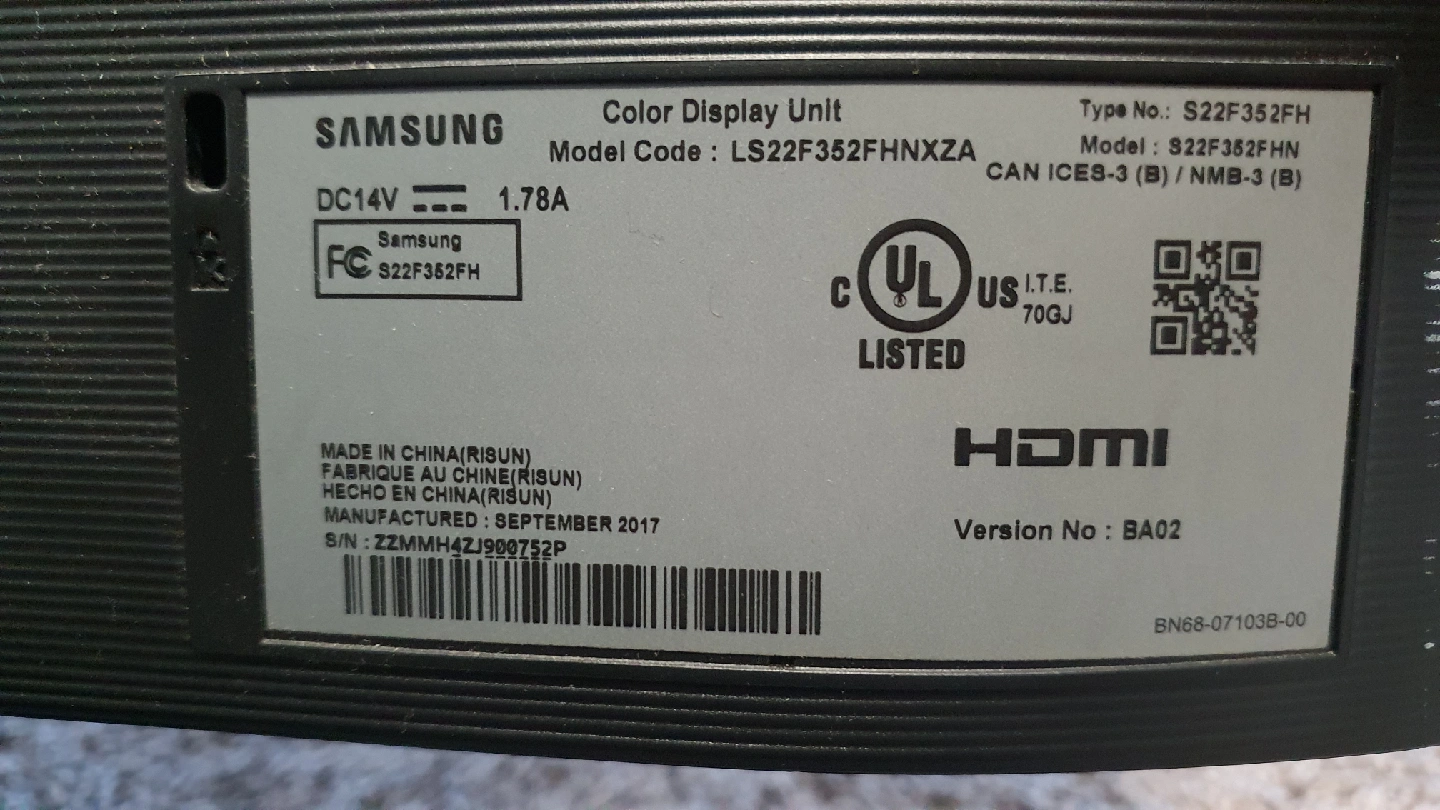 SAMSUNG
Color Display Unit
Model Code : LS22F352FHNXZA
Type No.: S22F352FH
Model : S22F352FHN
CAN ICES-3 (B) / NMB-3 (B)
DC14V 1.78A
FC Samsung
S22F352FH
C UL US I.T.E.
70GJ
LISTED
HDMI
MADE IN CHINA(RISUN)
FABRIQUE AU CHINE(RISUN)
HECHO EN CHINA(RISUN)
MANUFACTURED : SEPTEMBER 2017
S/N : ZZMMH4ZJ900752P
Version No : BA02
BN68-07103B-00